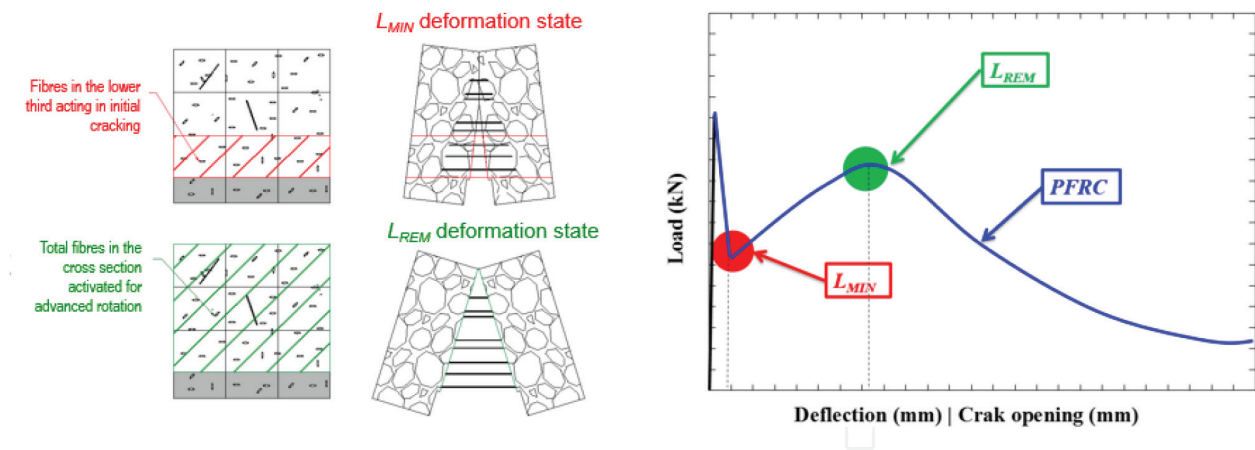 L_MIN deformation state
Fibres in the lower
third acting in initial
cracking
Total fibres in the
cross section
activated for
advanced rotation
L_REM deformation state
L_REM
PFRC
L_MIN
Load (kN)
Deflection (mm) | Crak opening (mm)